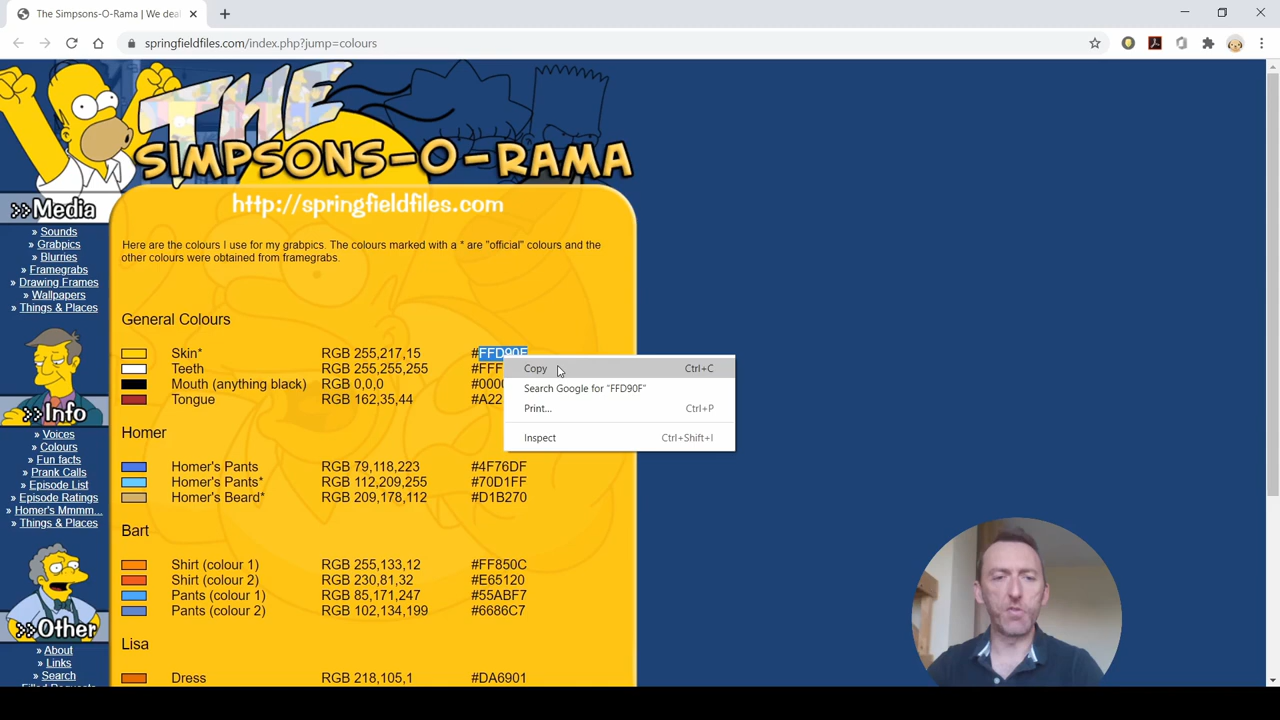 The Simpsons-O-Rama | We deal
springfieldfiles.com/index.php?jump=colours
THE
SIMPSONS-O-RAMA
http://springfieldfiles.com
>>Media
» Sounds
» Grabpics
» Blurries
» Framegrabs
» Drawing Frames
» Wallpapers
» Things & Places
>>Info
» Voices
» Colours
» Fun facts
» Prank Calls
» Episode List
» Episode Ratings
» Homer's Mmmm...
» Things & Places
>>Other
» About
» Links
» Search
Here are the colours I use for my grabpics. The colours marked with a * are "official" colours and the
other colours were obtained from framegrabs.
General Colours
Skin* RGB 255,217,15 #FFD90F
Teeth RGB 255,255,255 #FFF
Mouth (anything black) RGB 0,0,0 #000
Tongue RGB 162,35,44 #A22
Homer
Homer's Pants RGB 79,118,223 #4F76DF
Homer's Pants* RGB 112,209,255 #70D1FF
Homer's Beard* RGB 209,178,112 #D1B270
Bart
Shirt (colour 1) RGB 255,133,12 #FF850C
Shirt (colour 2) RGB 230,81,32 #E65120
Pants (colour 1) RGB 85,171,247 #55ABF7
Pants (colour 2) RGB 102,134,199 #6686C7
Lisa
Dress RGB 218,105,1 #DA6901
Copy Ctrl+C
Search Google for "FFD90F"
Print... Ctrl+P
Inspect Ctrl+Shift+I